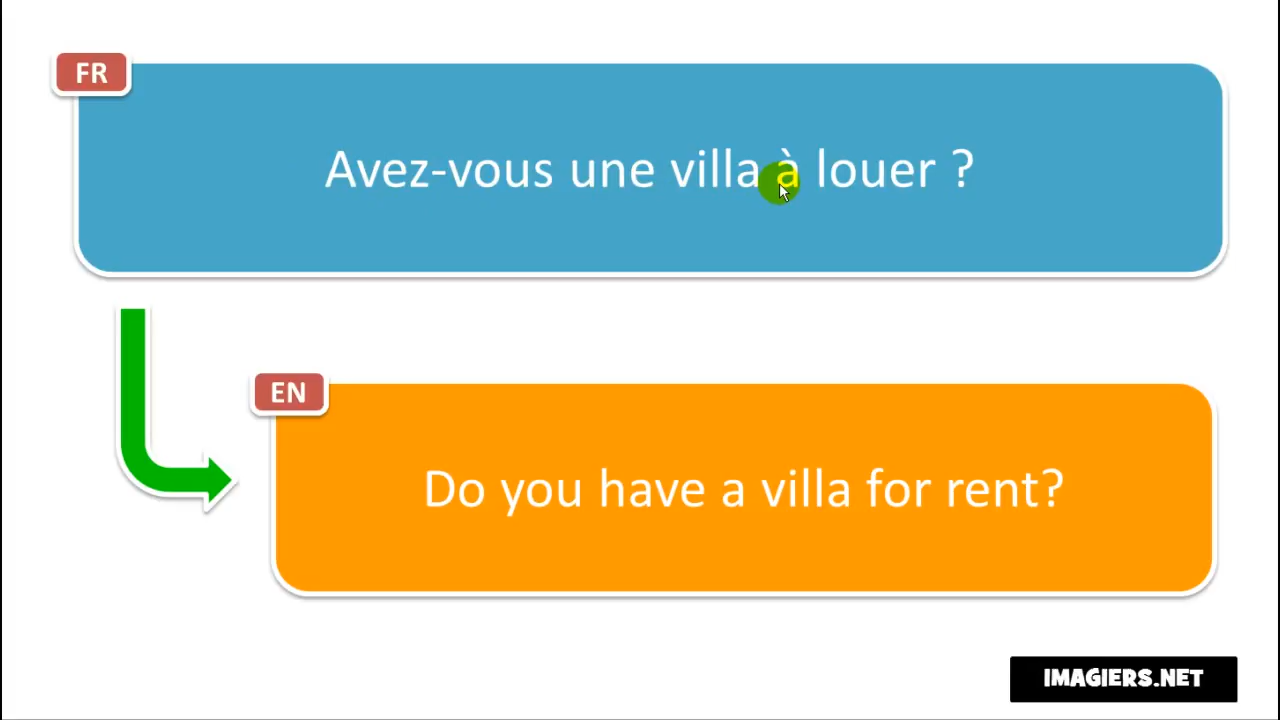 FR
Avez-vous une villa à louer ?
EN
Do you have a villa for rent?
IMAGIERS.NET